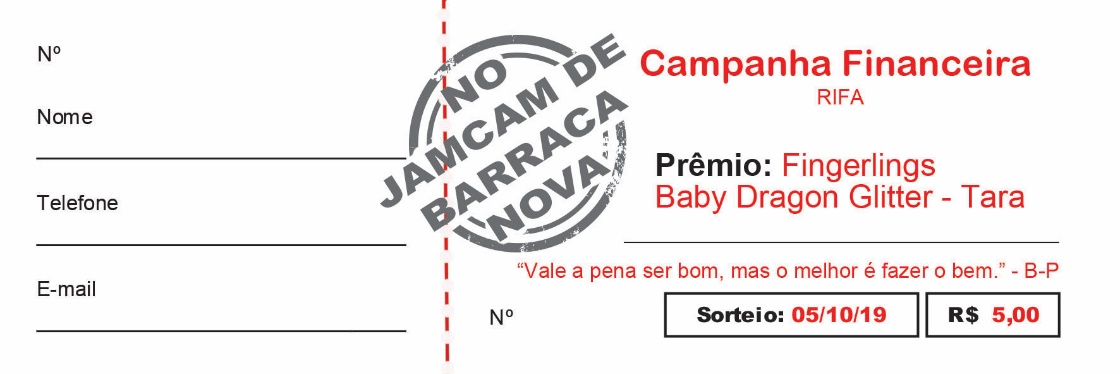 Nº
Nome
Telefone
E-mail
NO
JAMCAM DE
BARRACA
NOVA
Campanha Financeira
RIFA
Prêmio: Fingerlings
Baby Dragon Glitter - Tara
“Vale a pena ser bom, mas o melhor é fazer o bem.” - B-P
Nº
Sorteio: 05/10/19
R$ 5,00